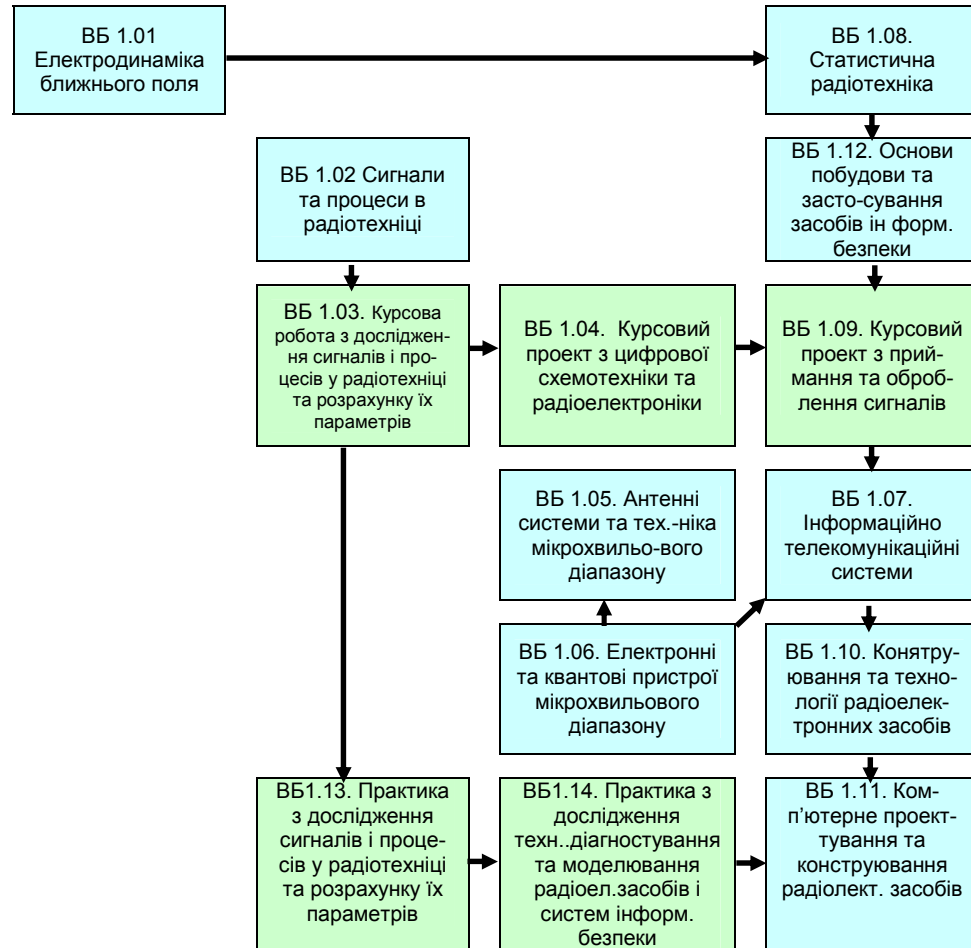 ВБ 1.01
Електродинаміка
ближнього поля
ВБ 1.08.
Статистична
радіотехніка
ВБ 1.02 Сигнали
та процеси в
радіотехніці
ВБ 1.12. Основи
побудови та
засто-сування
засобів ін форм.
безпеки
ВБ 1.03. Курсова
робота з досліджен-
ня сигналів і про-
цесів у радіотехніці
та розрахунку їх
параметрів
ВБ 1.04. Курсовий
проект з цифрової
схемотехніки та
радіоелектроніки
ВБ 1.09. Курсовий
проект з прий-
мання та оброб-
лення сигналів
ВБ 1.05. Антенні
системи та тех.-ніка
мікрохвильо-вого
діапазону
ВБ 1.07.
Інформаційно
телекомунікаційні
системи
ВБ 1.06. Електронні
та квантові пристрої
мікрохвильового
діапазону
ВБ 1.10. Конятру-
ювання та техно-
логії радіоелек-
тронних засобів
ВБ1.13. Практика
з дослідження
сигналів і проце-
сів у радіотехніці
та розрахунку їх
параметрів
ВБ1.14. Практика з
дослідження
техн..діагностування
та моделювання
радіоел.засобів і
систем інформ.
безпеки
ВБ 1.11. Ком-
п’ютерне проект-
тування та
конструювання
радіолект. засобів